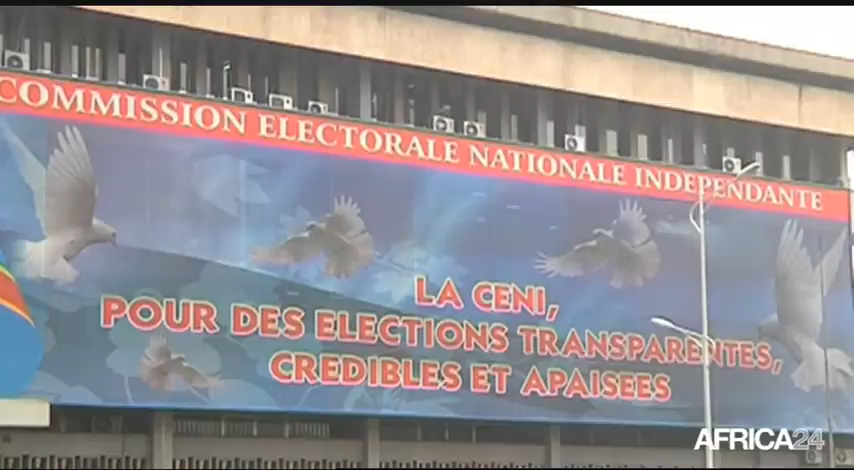 COMMISSION ELECTORALE NATIONALE INDEPENDANTE
LA CENI,
POUR DES ELECTIONS TRANSPARENTES,
CREDIBLES ET APAISEES
AFRICA24